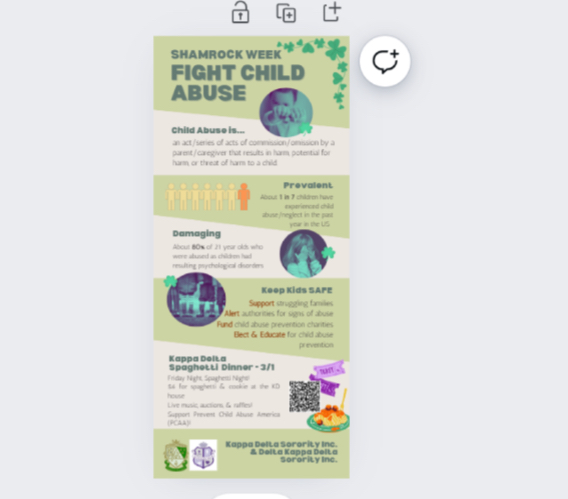 SHAMROCK WEEK
FIGHT CHILD
ABUSE
Child Abuse is...
an act/series of acts of commission/omission by a
parent/caregiver that results in harm, potential for
harm, or threat of harm to a child.
Prevalent
About 1 in 7 children have
experienced child
abuse/neglect in the past
year in the US.
Damaging
About 80% of 21 year olds who
were abused as children had
resulting psychological disorders
Keep Kids SAFE
Support struggling families
Alert authorities for signs of abuse
Fund child abuse prevention charities
Elect & Educate for child abuse
prevention
Kappa Delta
Spaghetti Dinner - 3/1
Friday Night, Spaghetti Night!
$6 for spaghetti & cookie at the KD
house
Live music, auctions, & raffles!
Support Prevent Child Abuse America
(PCAA)!
Kappa Delta Sorority Inc.
& Delta Kappa Delta
Sorority Inc.